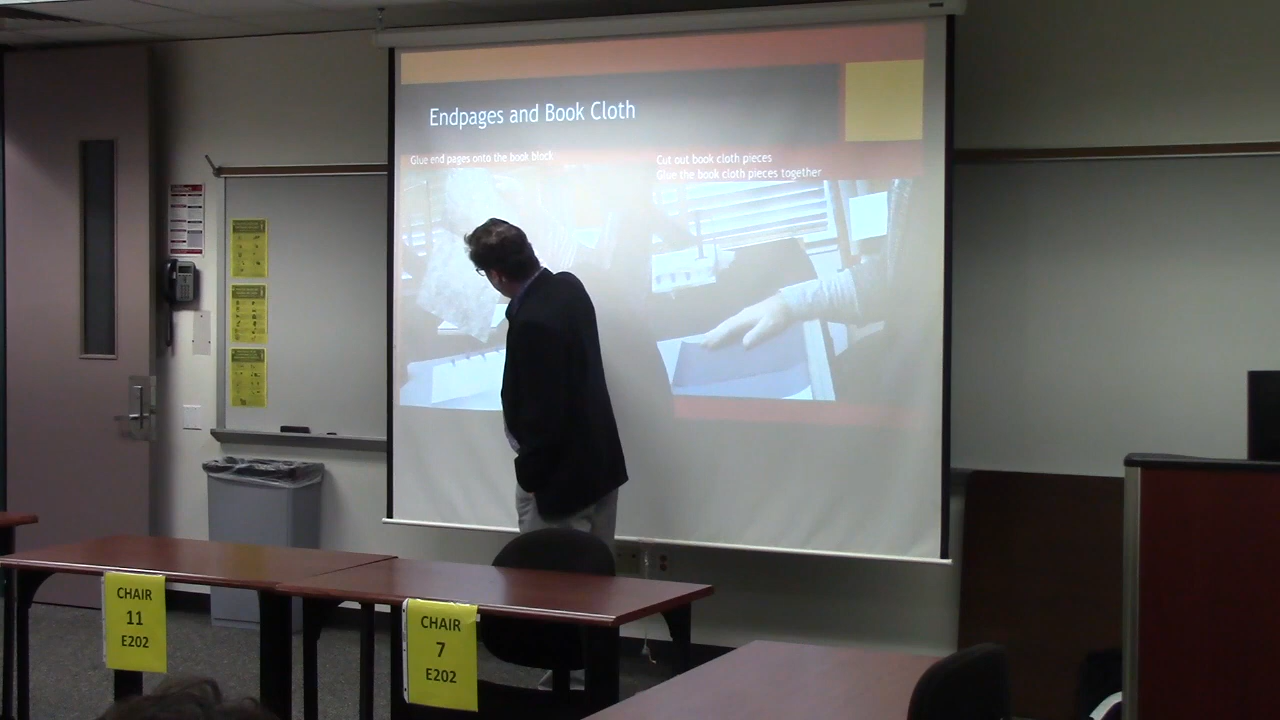 Endpages and Book Cloth
Glue end pages onto the book block
Cut out book cloth pieces
Glue the book cloth pieces together
CHAIR
11
E202
CHAIR
7
E202